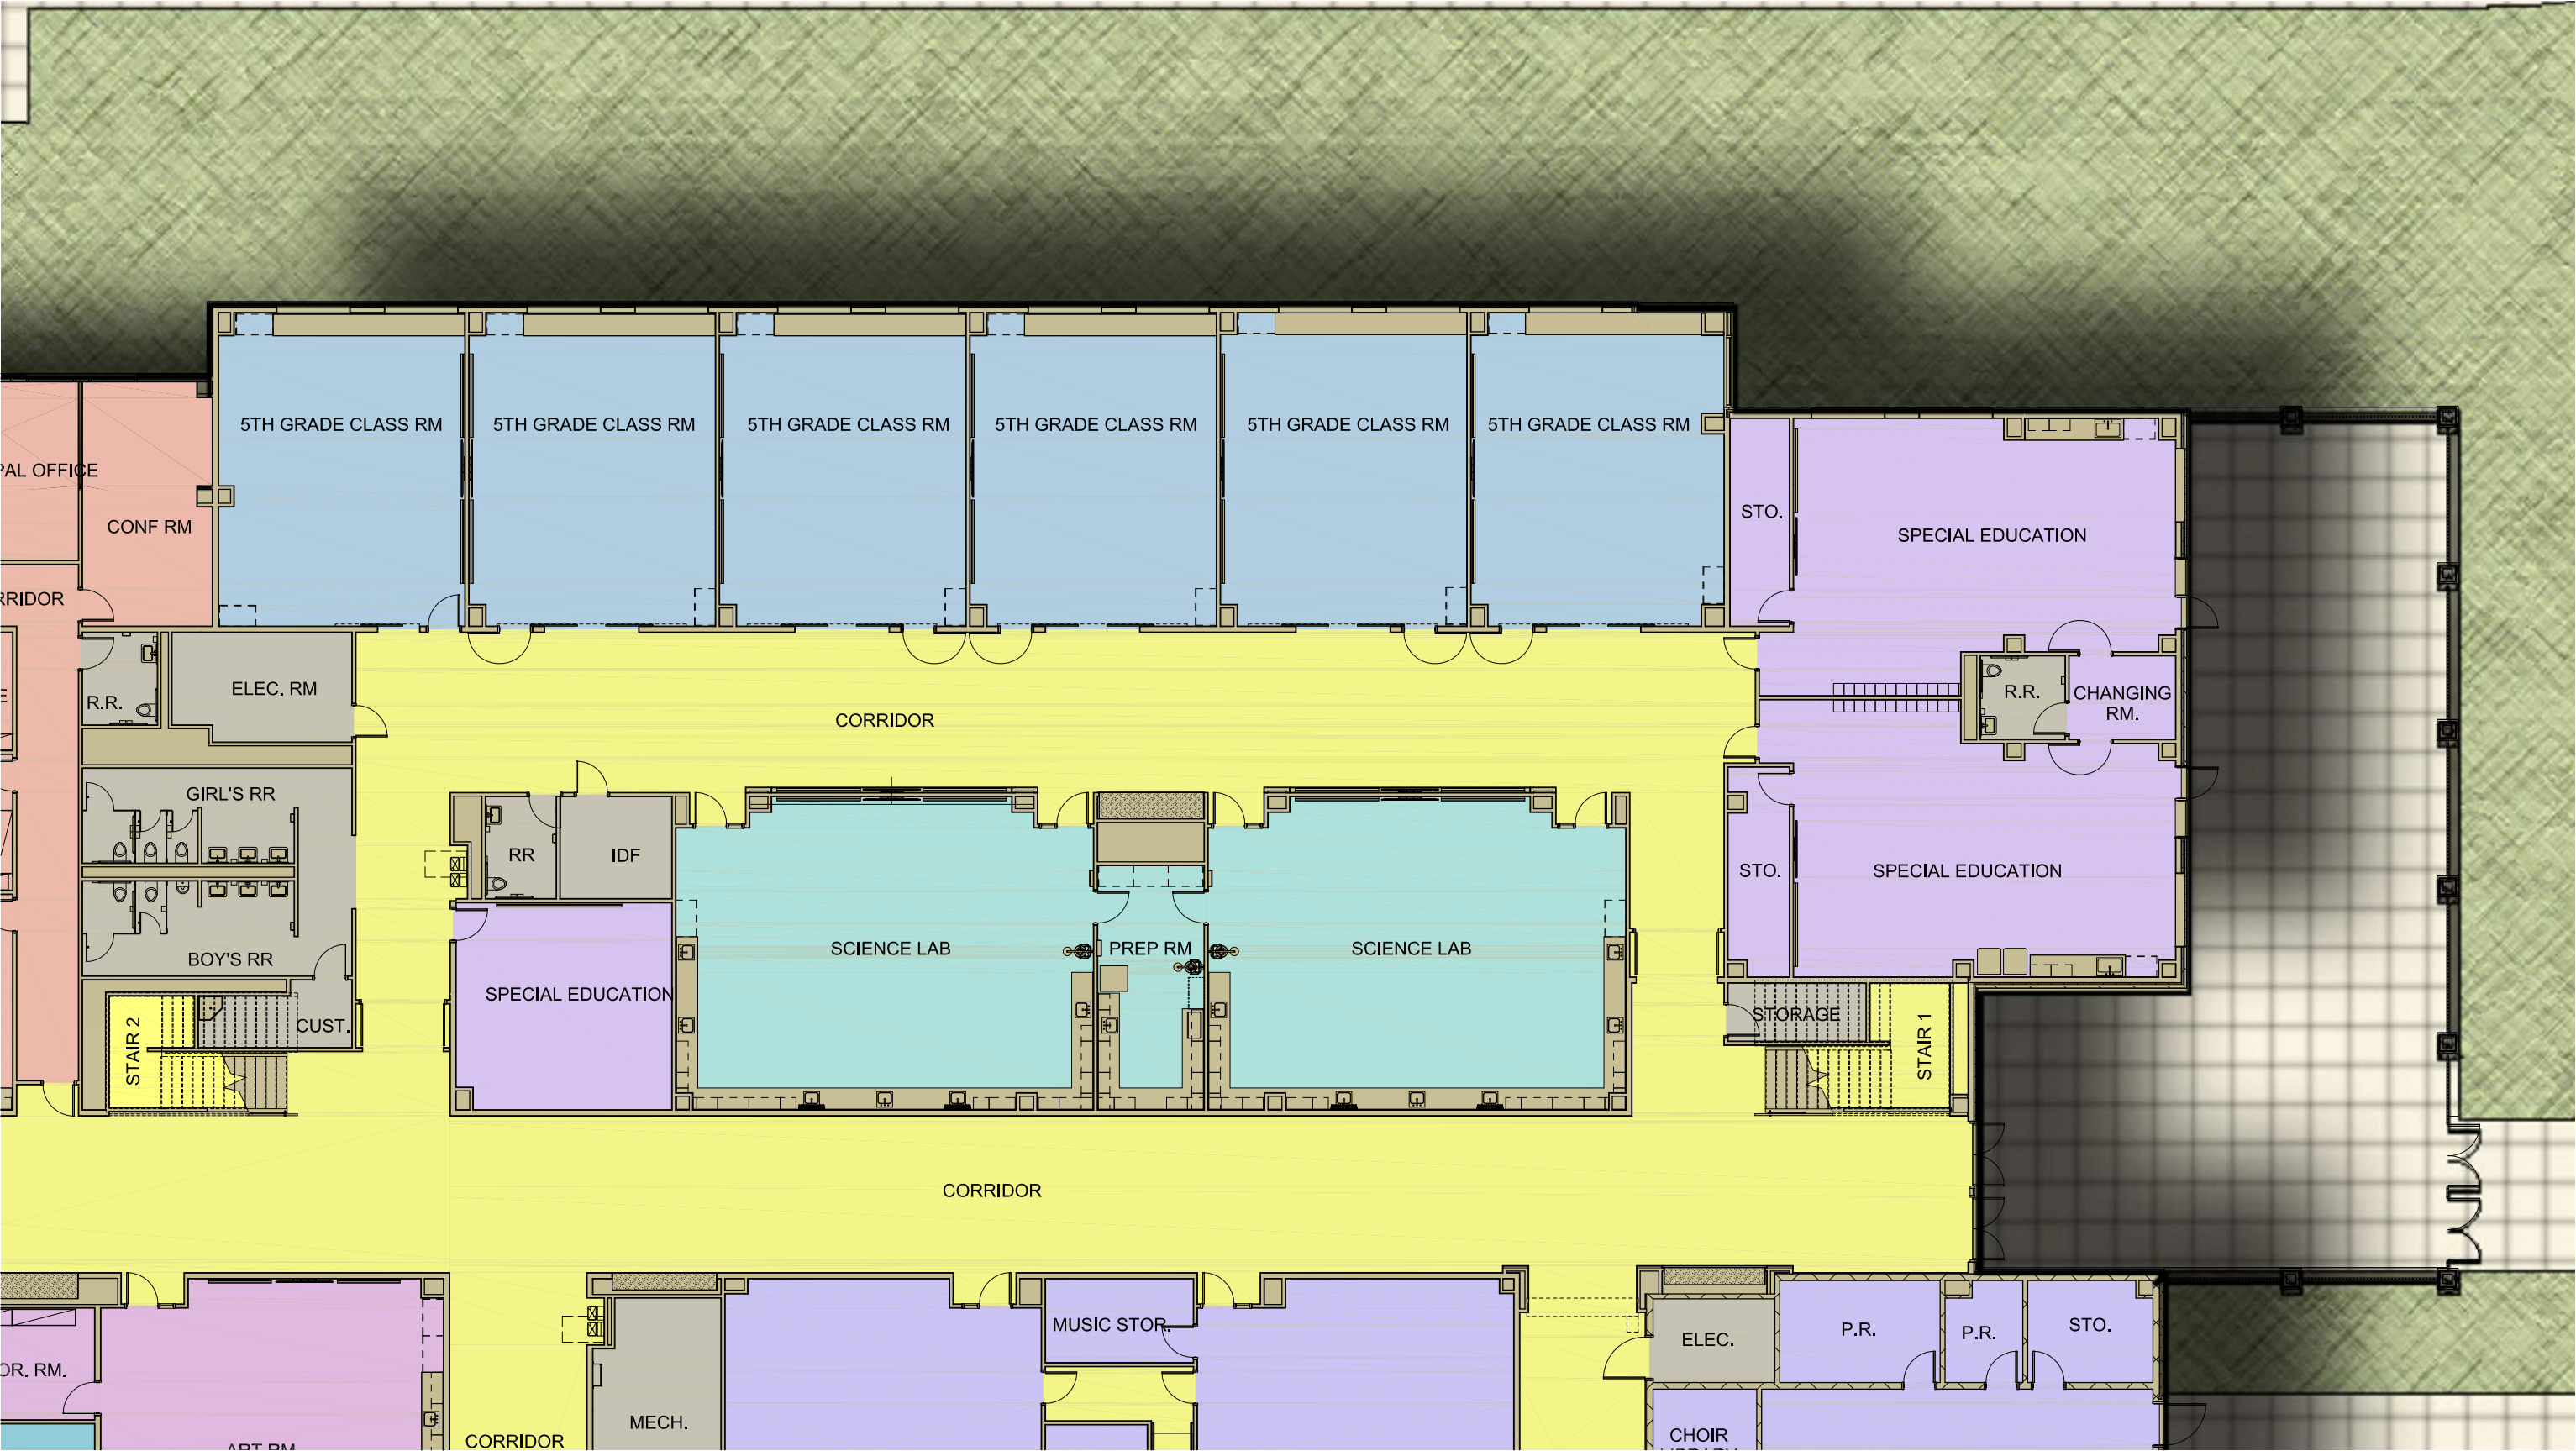 5TH GRADE CLASS RM
5TH GRADE CLASS RM
5TH GRADE CLASS RM
5TH GRADE CLASS RM
5TH GRADE CLASS RM
5TH GRADE CLASS RM
PAL OFFICE
CONF RM
STO.
SPECIAL EDUCATION
RRIDOR
R.R.
ELEC. RM
CORRIDOR
R.R.
CHANGING
RM.
GIRL'S RR
RR
IDF
STO.
SPECIAL EDUCATION
SCIENCE LAB
PREP RM
SCIENCE LAB
BOY'S RR
SPECIAL EDUCATION
STAIR 2
CUST.
STORAGE
STAIR 1
CORRIDOR
MUSIC STOR.
ELEC.
P.R.
P.R.
STO.
OR. RM.
MECH.
CORRIDOR
CHOIR
ART RM